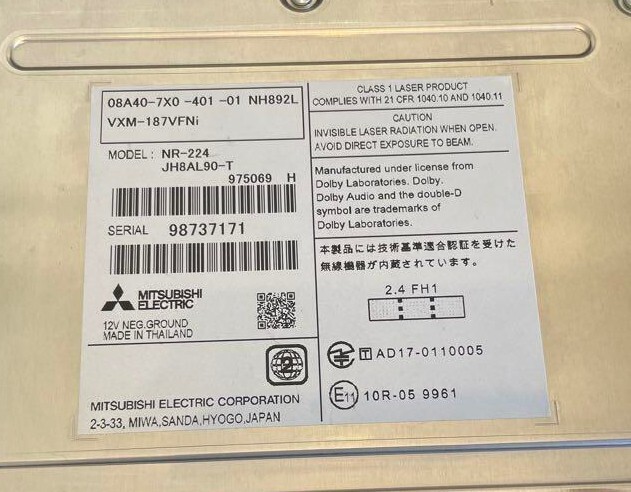 08A40-7X0 -401 -01 NH892L
VXM-187VFNi
MODEL : NR-224
JH8AL90-T
975069 H
SERIAL 98737171
MITSUBISHI
ELECTRIC
12V NEG.GROUND
MADE IN THAILAND
2
MITSUBISHI ELECTRIC CORPORATION
2-3-33, MIWA,SANDA,HYOGO,JAPAN
CLASS 1 LASER PRODUCT
COMPLIES WITH 21 CFR 1040.10 AND 1040.11
CAUTION
INVISIBLE LASER RADIATION WHEN OPEN.
AVOID DIRECT EXPOSURE TO BEAM.
Manufactured under license from
Dolby Laboratories. Dolby.
Dolby Audio and the double-D
symbol are trademarks of
Dolby Laboratories.
本製品には技術基準適合認証を受けた
無線機器が内蔵されています。
2.4 FH1
T AD17-0110005
E11 10R-05 9961